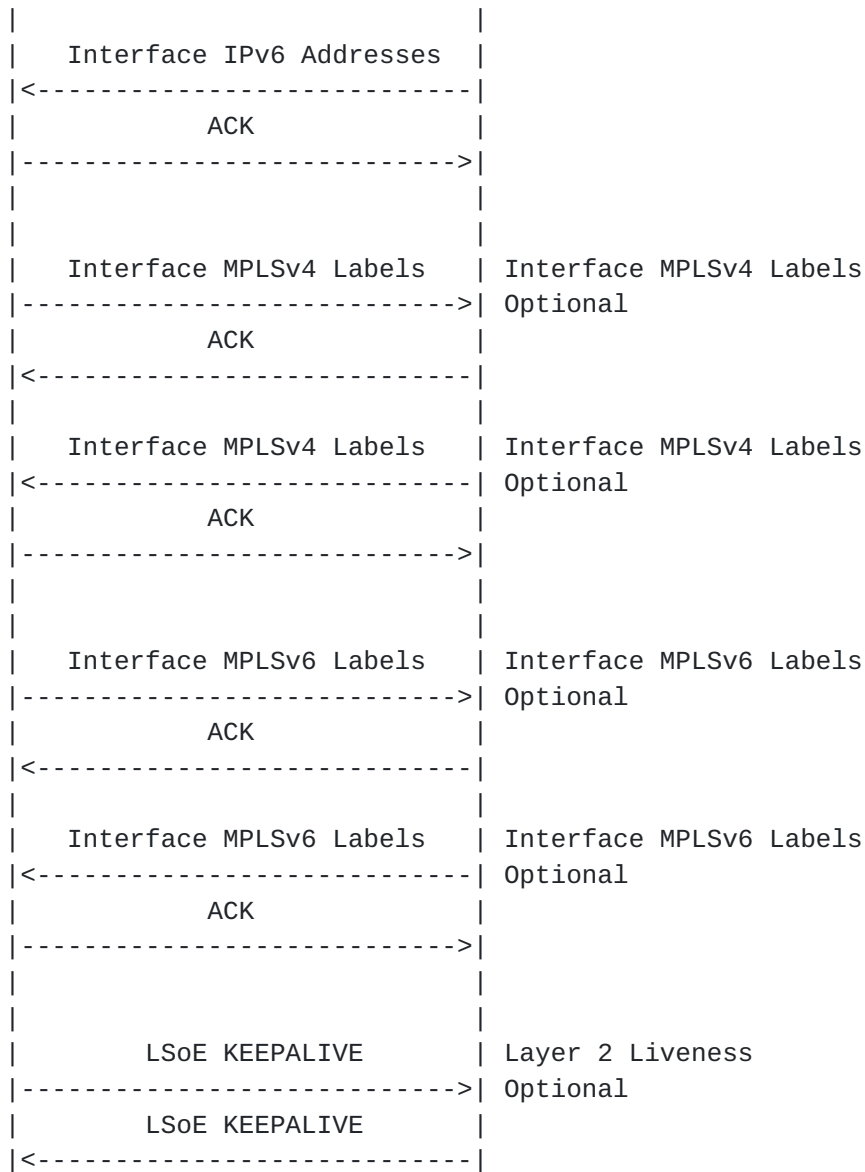 |                             |
|   Interface IPv6 Addresses  |
|<----------------------------|
|            ACK              |
|---------------------------->|
|                             |
|                             |
|   Interface MPLSv4 Labels   | Interface MPLSv4 Labels
|---------------------------->| Optional
|            ACK              |
|<----------------------------|
|                             |
|   Interface MPLSv4 Labels   | Interface MPLSv4 Labels
|<----------------------------| Optional
|            ACK              |
|---------------------------->|
|                             |
|                             |
|   Interface MPLSv6 Labels   | Interface MPLSv6 Labels
|---------------------------->| Optional
|            ACK              |
|<----------------------------|
|                             |
|   Interface MPLSv6 Labels   | Interface MPLSv6 Labels
|<----------------------------| Optional
|            ACK              |
|---------------------------->|
|                             |
|                             |
|        LSoE KEEPALIVE       | Layer 2 Liveness
|---------------------------->| Optional
|        LSoE KEEPALIVE       |
|<----------------------------|